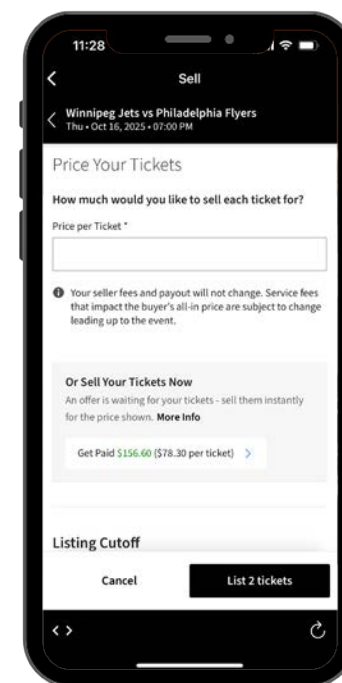 11:28
Sell
Winnipeg Jets vs Philadelphia Flyers
Thu • Oct 16, 2025 • 07:00 PM
Price Your Tickets
How much would you like to sell each ticket for?
Price per Ticket *
Your seller fees and payout will not change. Service fees
that impact the buyer's all-in price are subject to change
leading up to the event.
Or Sell Your Tickets Now
An offer is waiting for your tickets - sell them instantly
for the price shown. More Info
Get Paid $156.60 ($78.30 per ticket)
Listing Cutoff
Cancel
List 2 tickets